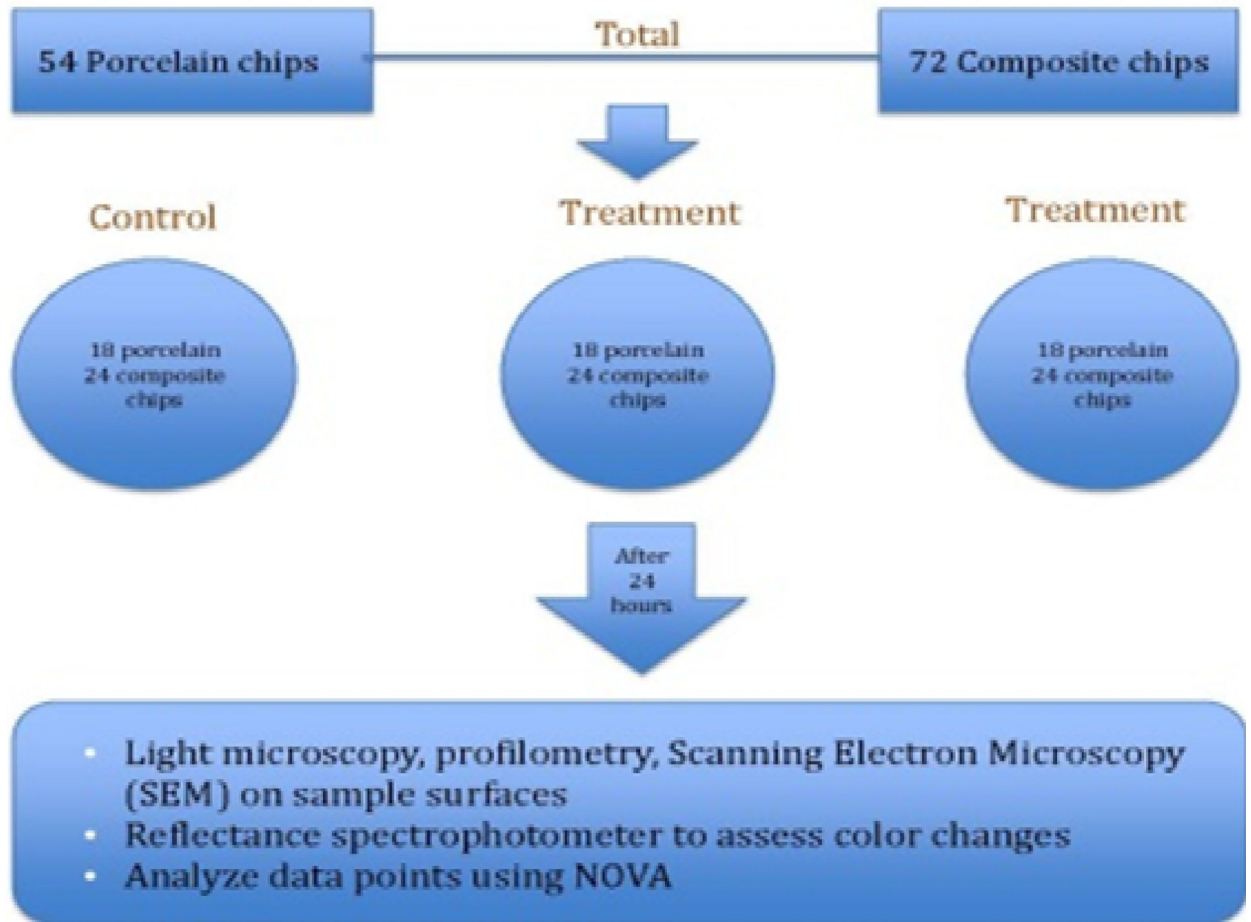 54 Porcelain chips
Total
72 Composite chips
Control
Treatment
Treatment
18 porcelain
24 composite
chips
18 porcelain
24 composite
chips
18 porcelain
24 composite
chips
After
24
hours
• Light microscopy, profilometry, Scanning Electron Microscopy
(SEM) on sample surfaces
• Reflectance spectrophotometer to assess color changes
• Analyze data points using NOVA